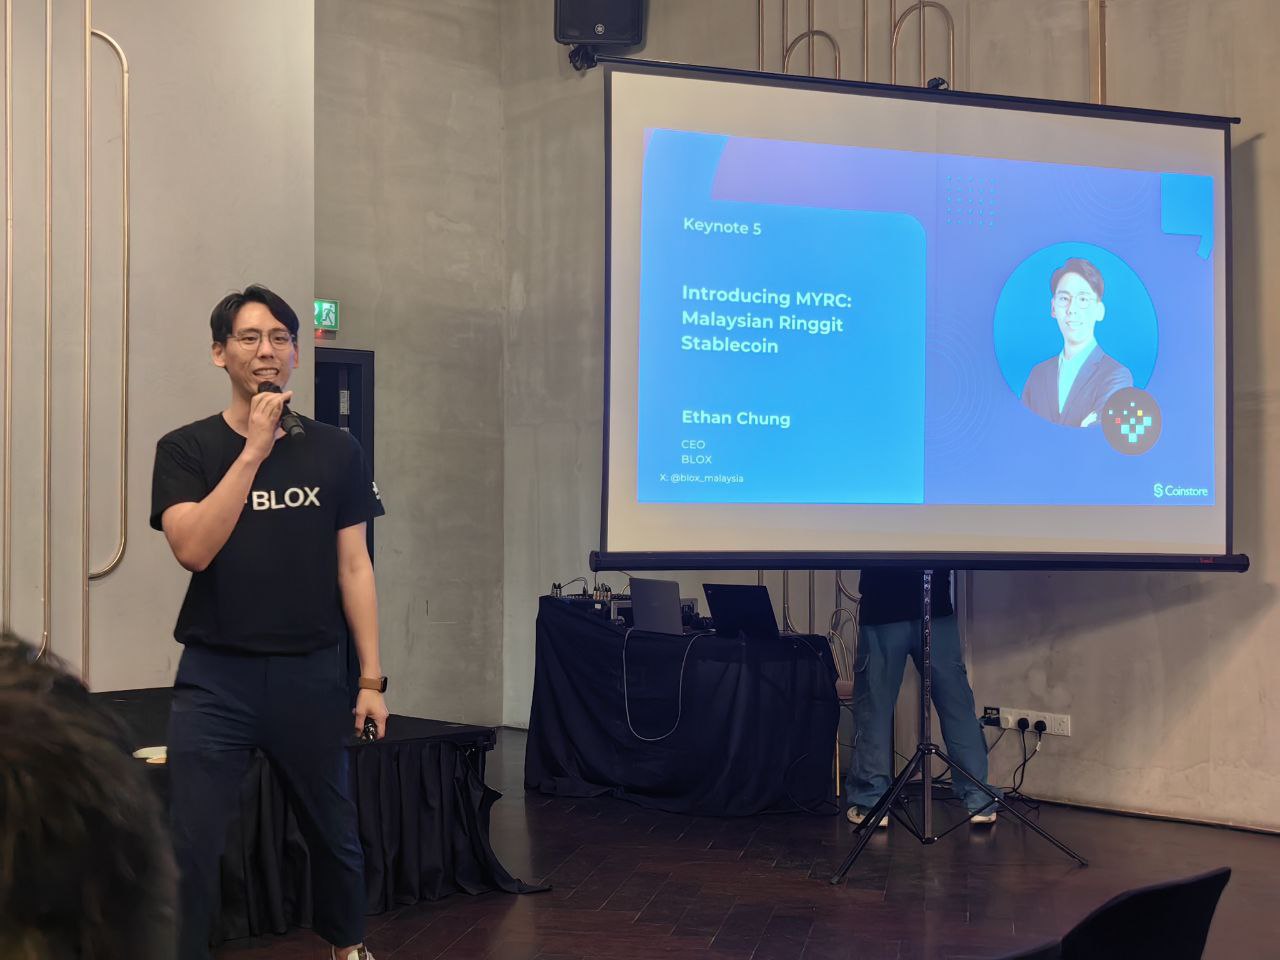 BLOX
Keynote 5
Introducing MYRC:
Malaysian Ringgit
Stablecoin
Ethan Chung
CEO
BLOX
X: @blox_malaysia
Coinstore